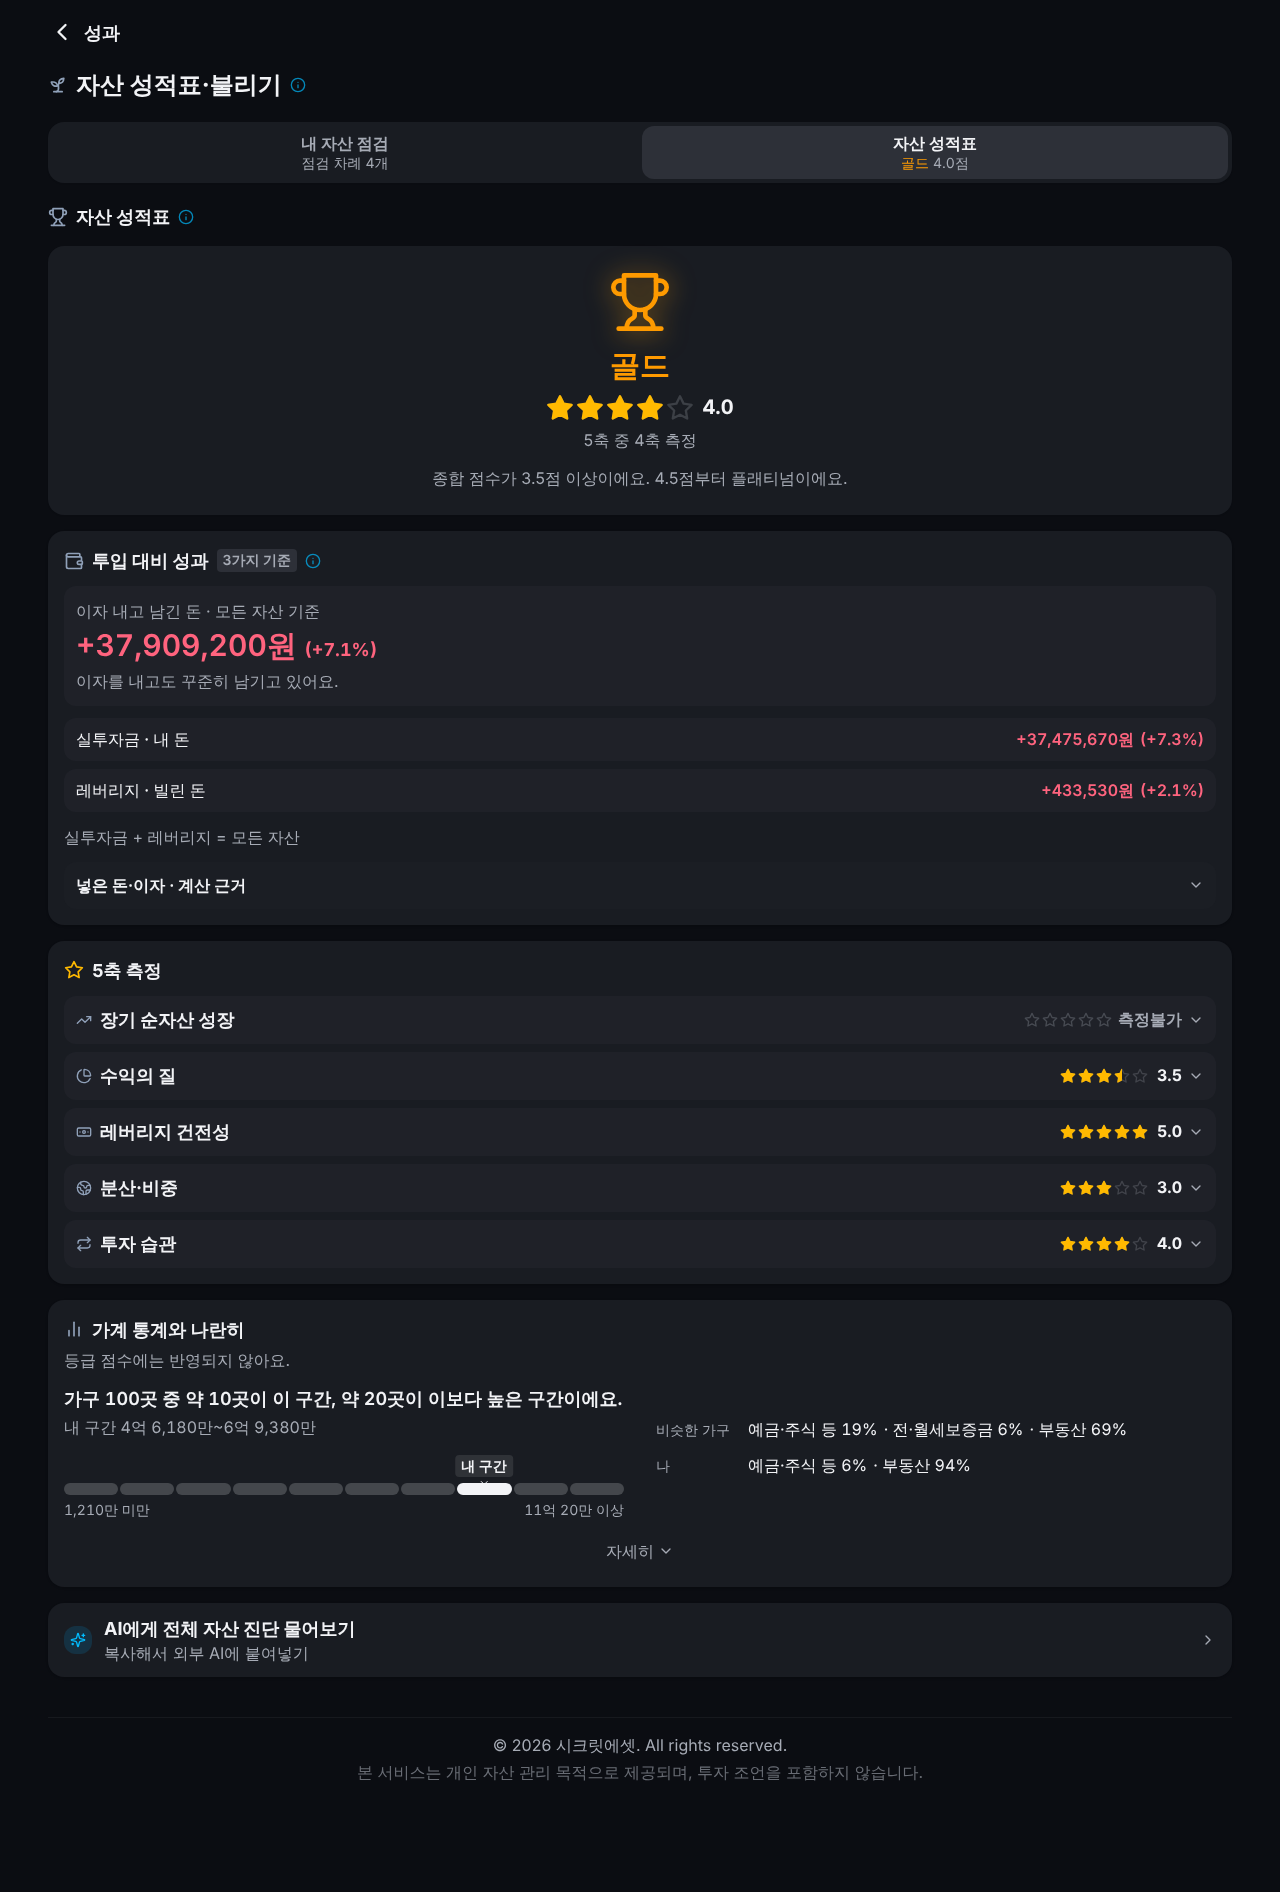 성과
자산 성적표·불리기
내 자산 점검
점검 차례 4개
자산 성적표
골드 4.0점
자산 성적표
골드
4.0
5축 중 4축 측정
종합 점수가 3.5점 이상이에요. 4.5점부터 플래티넘이에요.
투입 대비 성과 3가지 기준
이자 내고 남긴 돈 · 모든 자산 기준
+37,909,200원 (+7.1%)
이자를 내고도 꾸준히 남기고 있어요.
실투자금 · 내 돈 +37,475,670원 (+7.3%)
레버리지 · 빌린 돈 +433,530원 (+2.1%)
실투자금 + 레버리지 = 모든 자산
넣은 돈·이자 · 계산 근거
5축 측정
장기 순자산 성장 측정불가
수익의 질 3.5
레버리지 건전성 5.0
분산·비중 3.0
투자 습관 4.0
가계 통계와 나란히
등급 점수에는 반영되지 않아요.
가구 100곳 중 약 10곳이 이 구간, 약 20곳이 이보다 높은 구간이에요.
내 구간 4억 6,180만~6억 9,380만
내 구간
1,210만 미만 11억 20만 이상
비슷한 가구 예금·주식 등 19% · 전·월세보증금 6% · 부동산 69%
나 예금·주식 등 6% · 부동산 94%
자세히
AI에게 전체 자산 진단 물어보기
복사해서 외부 AI에 붙여넣기
© 2026 시크릿에셋. All rights reserved.
본 서비스는 개인 자산 관리 목적으로 제공되며, 투자 조언을 포함하지 않습니다.